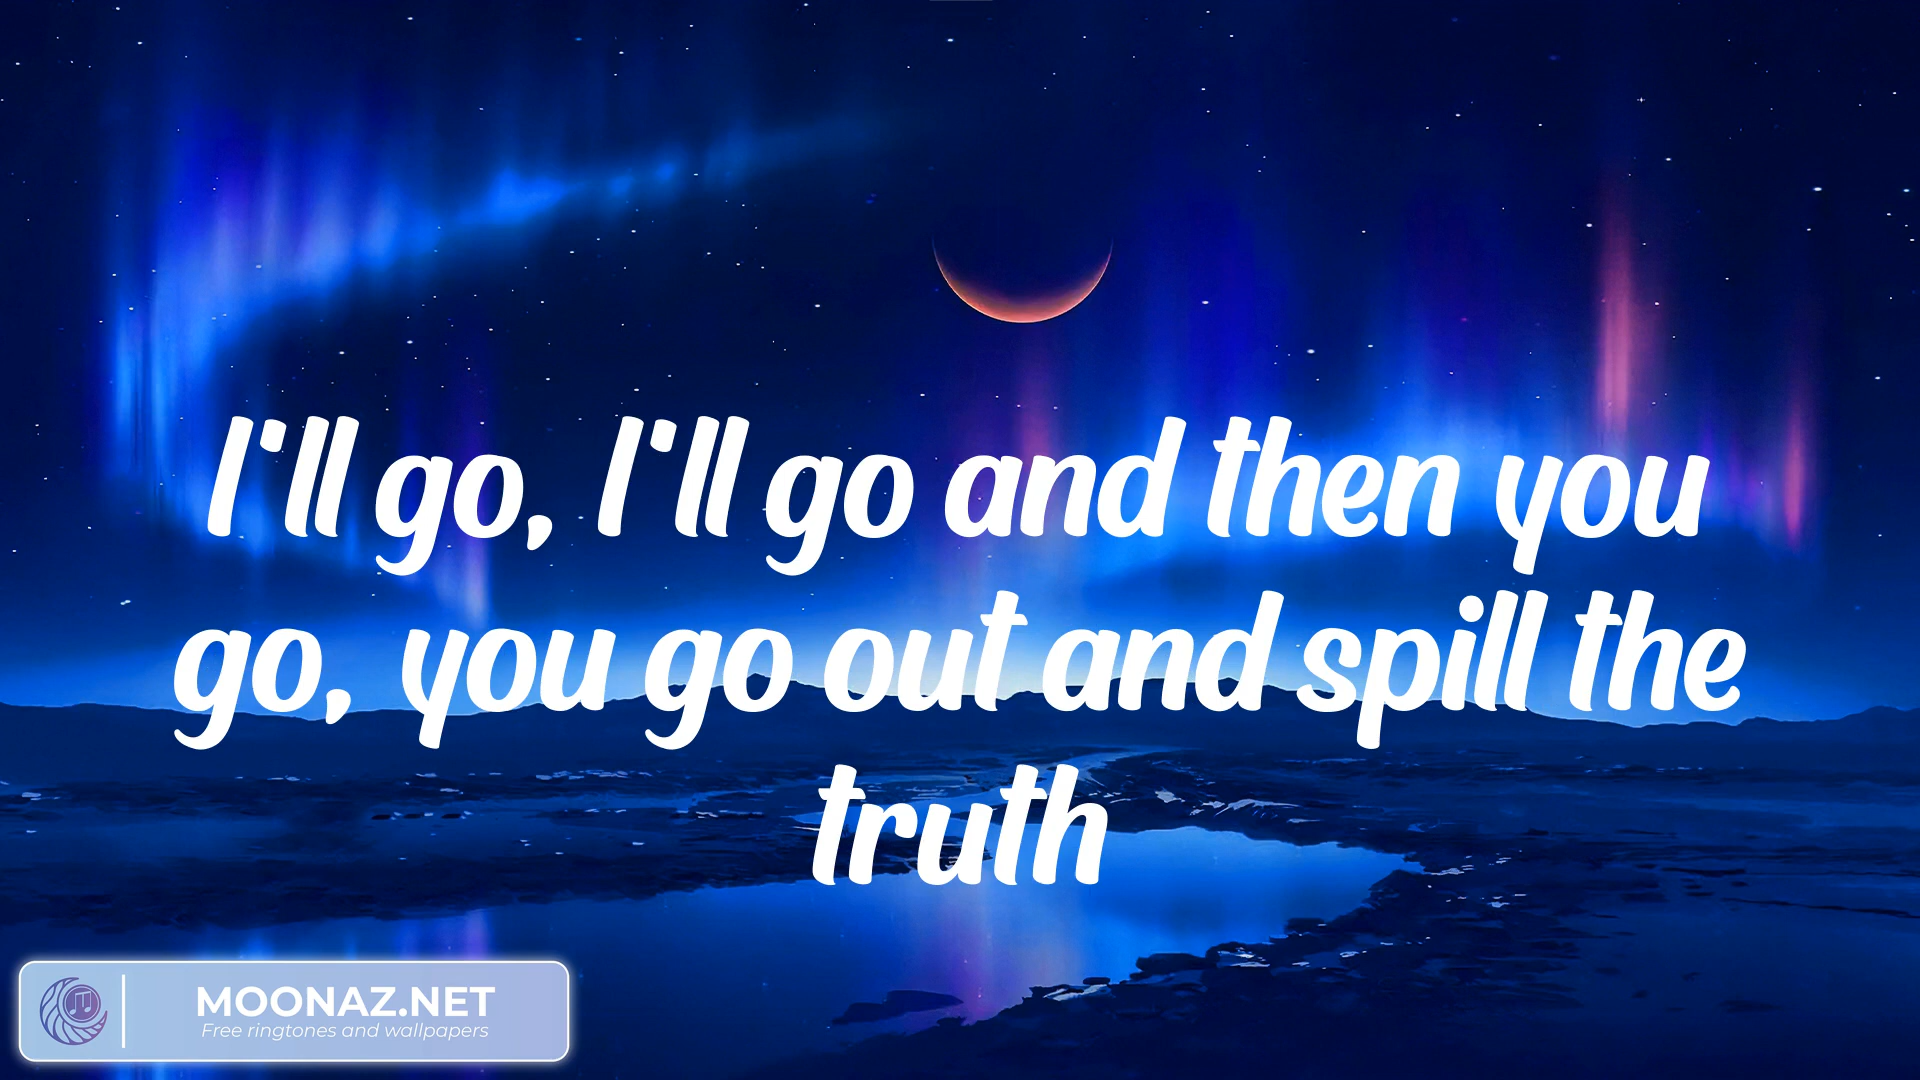 I'll go, I'll go and then you
go, you go out and spill the
truth
MOONAZ.NET
Free ringtones and wallpapers